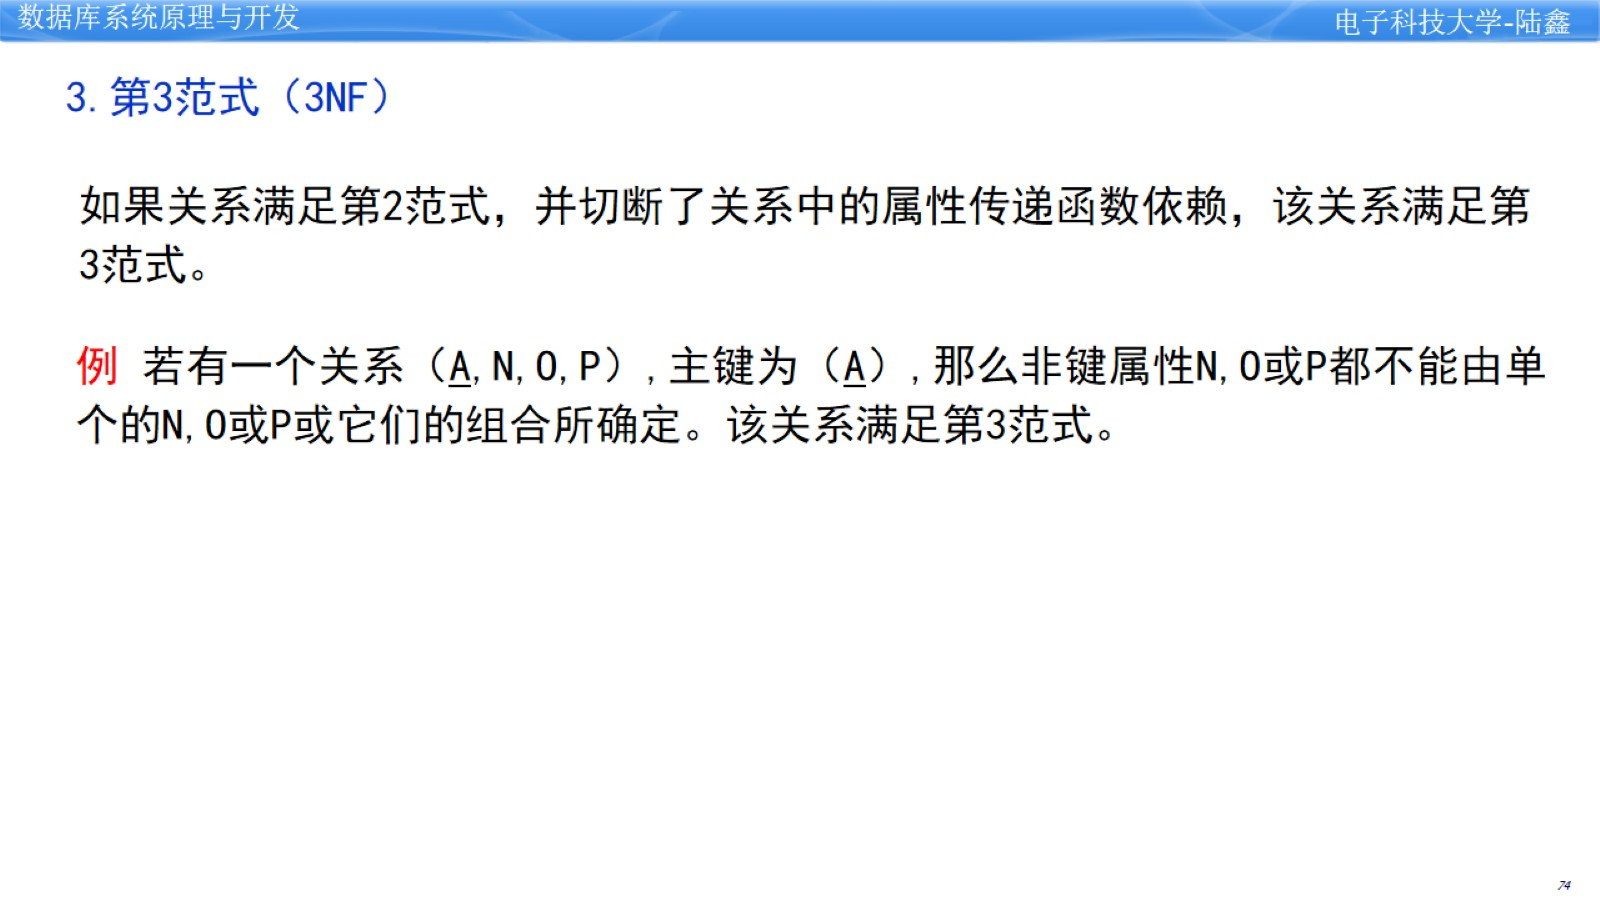 数据库系统原理与开发
电子科技大学-陆鑫
3.第3范式（3NF）
如果关系满足第2范式，并切断了关系中的属性传递函数依赖，该关系满足第
3范式。
例 若有一个关系（A,N,O,P）,主键为（A）,那么非键属性N,O或P都不能由单
个的N,O或P或它们的组合所确定。该关系满足第3范式。
74